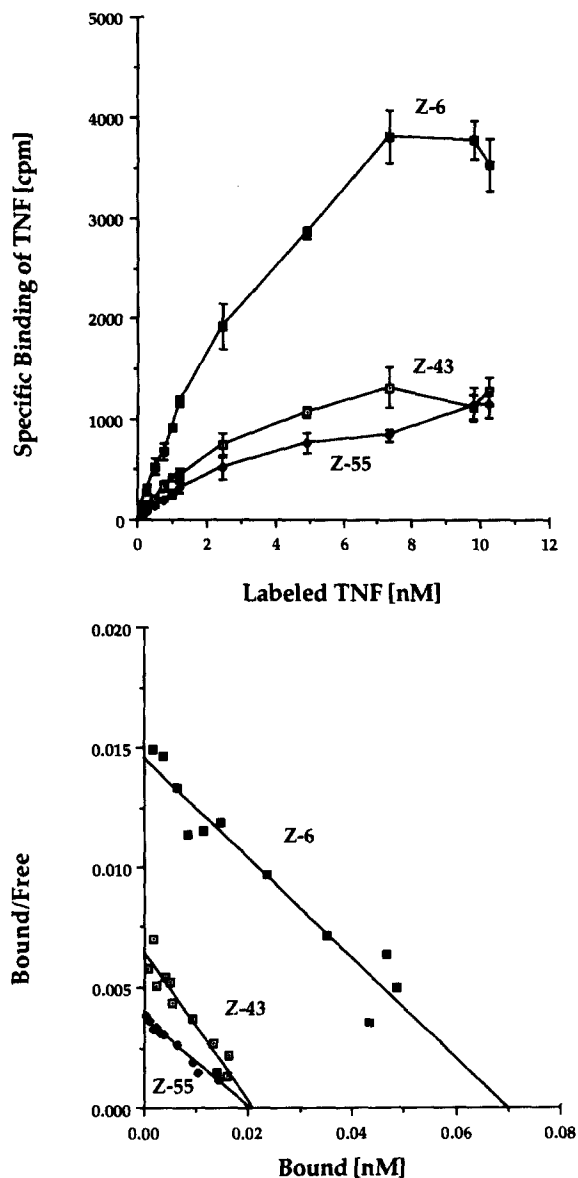 5000
4000
3000
2000
1000
0
Specific Binding of TNF [cpm]
Z-6
Z-43
Z-55
0 2 4 6 8 10 12
Labeled TNF [nM]
0.020
0.015
0.010
0.005
0.000
Bound/Free
Z-6
Z-43
Z-55
0.00 0.02 0.04 0.06 0.08
Bound [nM]